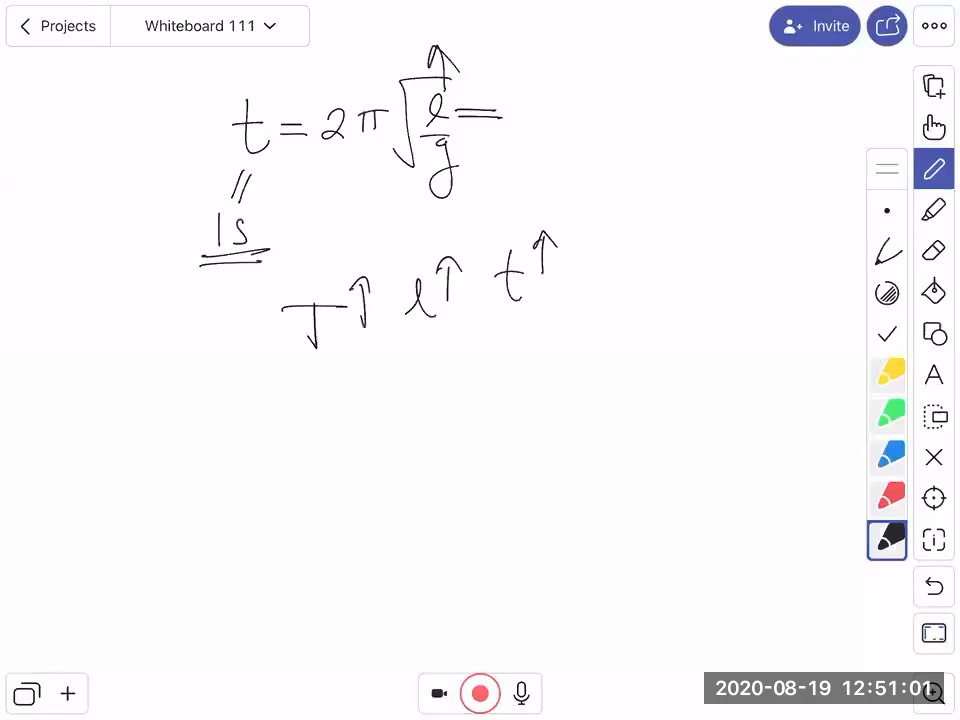 Projects
Whiteboard 111
Invite
t = 2π√(l/g) =
||
1s
T↑ l↑ t↑
2020-08-19 12:51:01